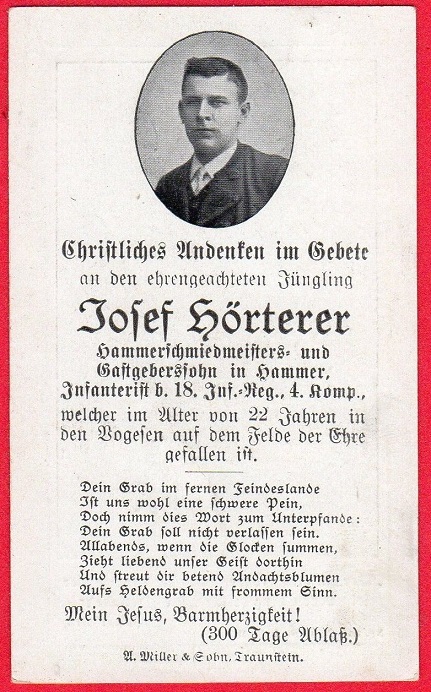 Christliches Andenken im Gebete
an den ehrengeachteten Jüngling
Josef Hörterer
Hammerschmiedmeisters- und
Gastgeberssohn in Hammer,
Infanterist b. 18. Inf.-Reg., 4. Komp.,
welcher im Alter von 22 Jahren in
den Vogesen auf dem Felde der Ehre
gefallen ist.
Dein Grab im fernen Feindeslande
Ist uns wohl eine schwere Pein,
Doch nimm dies Wort zum Unterpfande:
Dein Grab soll nicht verlassen sein.
Allabends, wenn die Glocken summen,
Zieht liebend unser Geist dorthin
Und streut dir betend Andachtsblumen
Aufs Heldengrab mit frommem Sinn.
Mein Jesus, Barmherzigkeit!
(300 Tage Ablaß.)
A. Miller & Sohn, Traunstein.